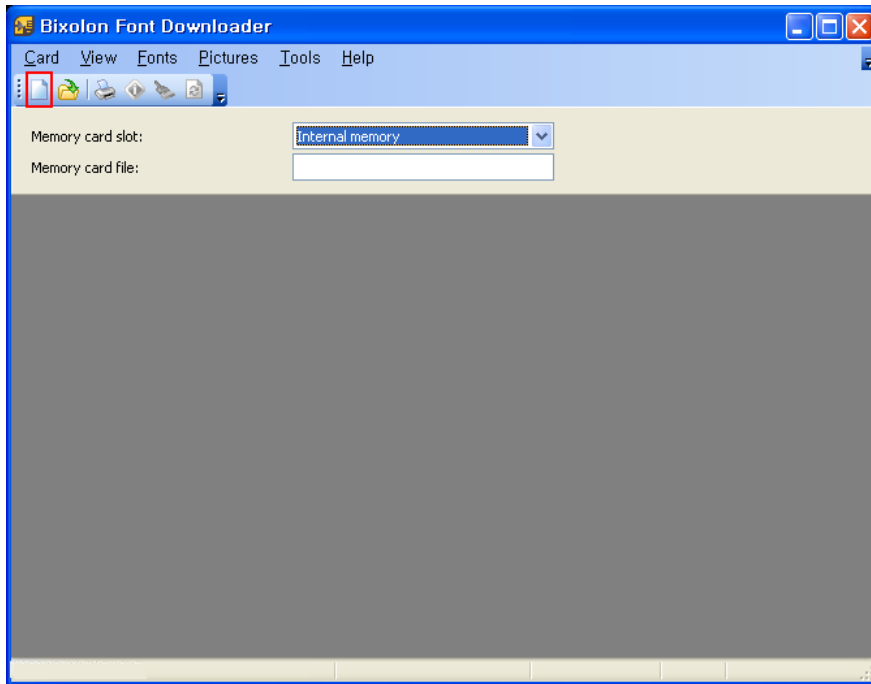 Bixolon Font Downloader
Card View Fonts Pictures Tools Help
Memory card slot: Internal memory
Memory card file: